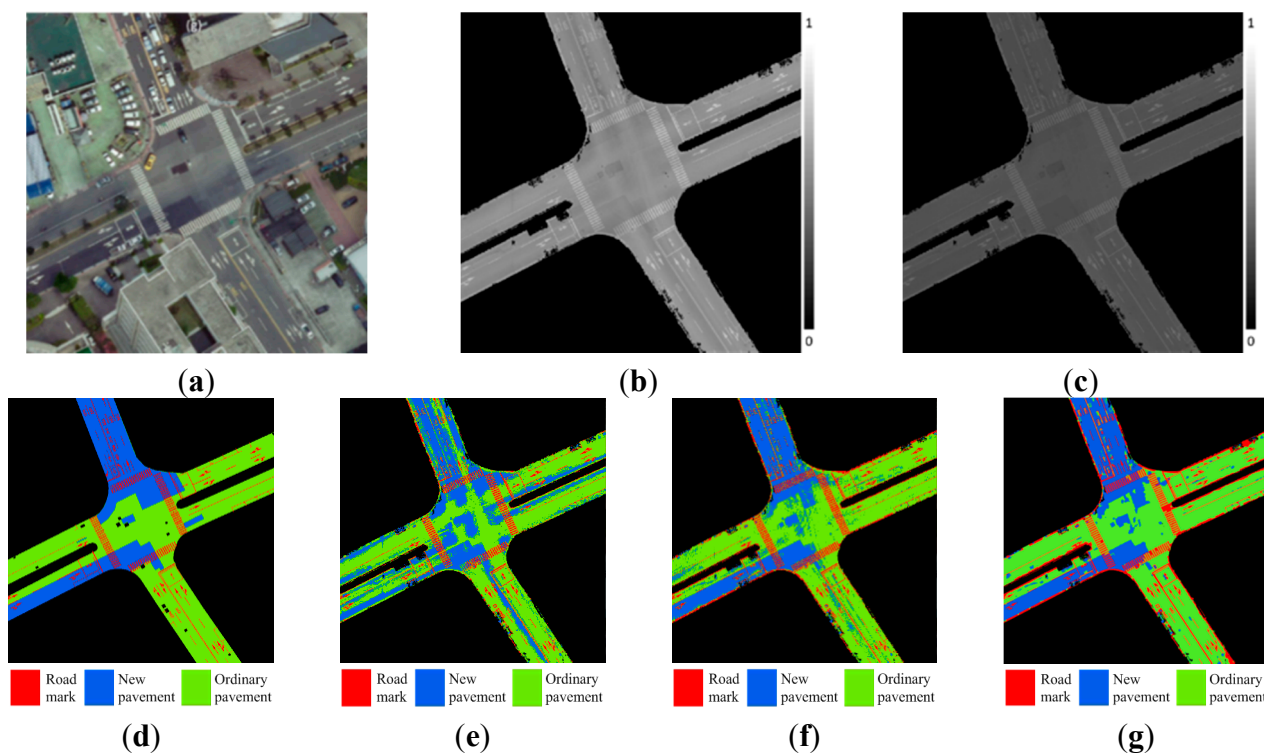 1
0
1
0
(a)
(b)
(c)
Road mark
New pavement
Ordinary pavement
Road mark
New pavement
Ordinary pavement
Road mark
New pavement
Ordinary pavement
Road mark
New pavement
Ordinary pavement
(d)
(e)
(f)
(g)